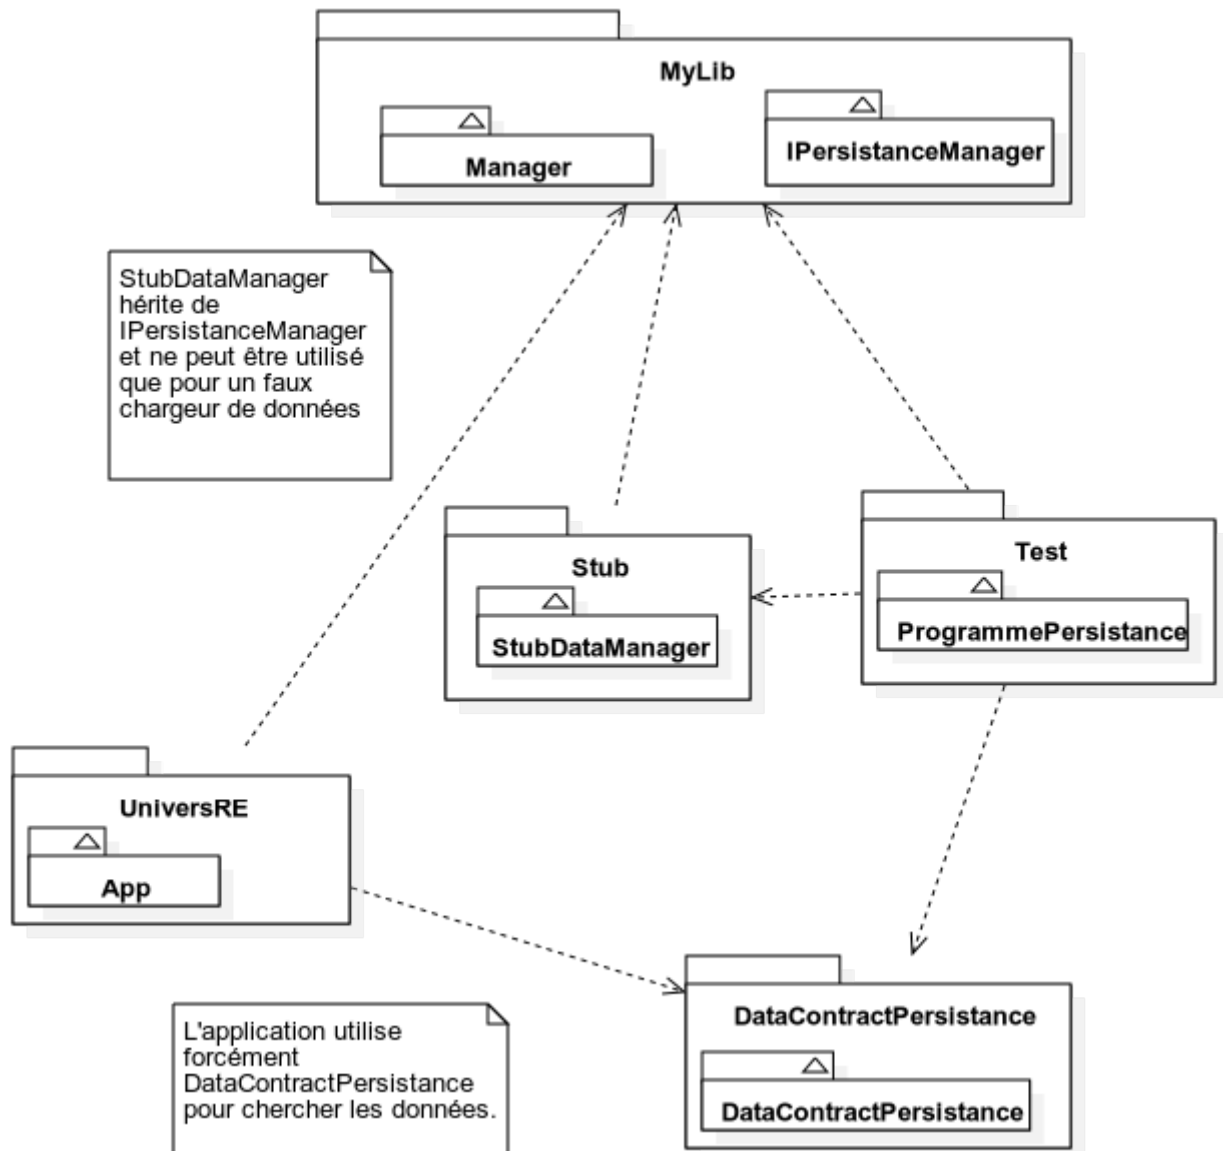 MyLib
Manager
IPersistanceManager
StubDataManager
hérite de
IPersistanceManager
et ne peut être utilisé
que pour un faux
chargeur de données
Stub
StubDataManager
Test
ProgrammePersistance
UniversRE
App
L'application utilise
forcément
DataContractPersistance
pour chercher les données.
DataContractPersistance
DataContractPersistance